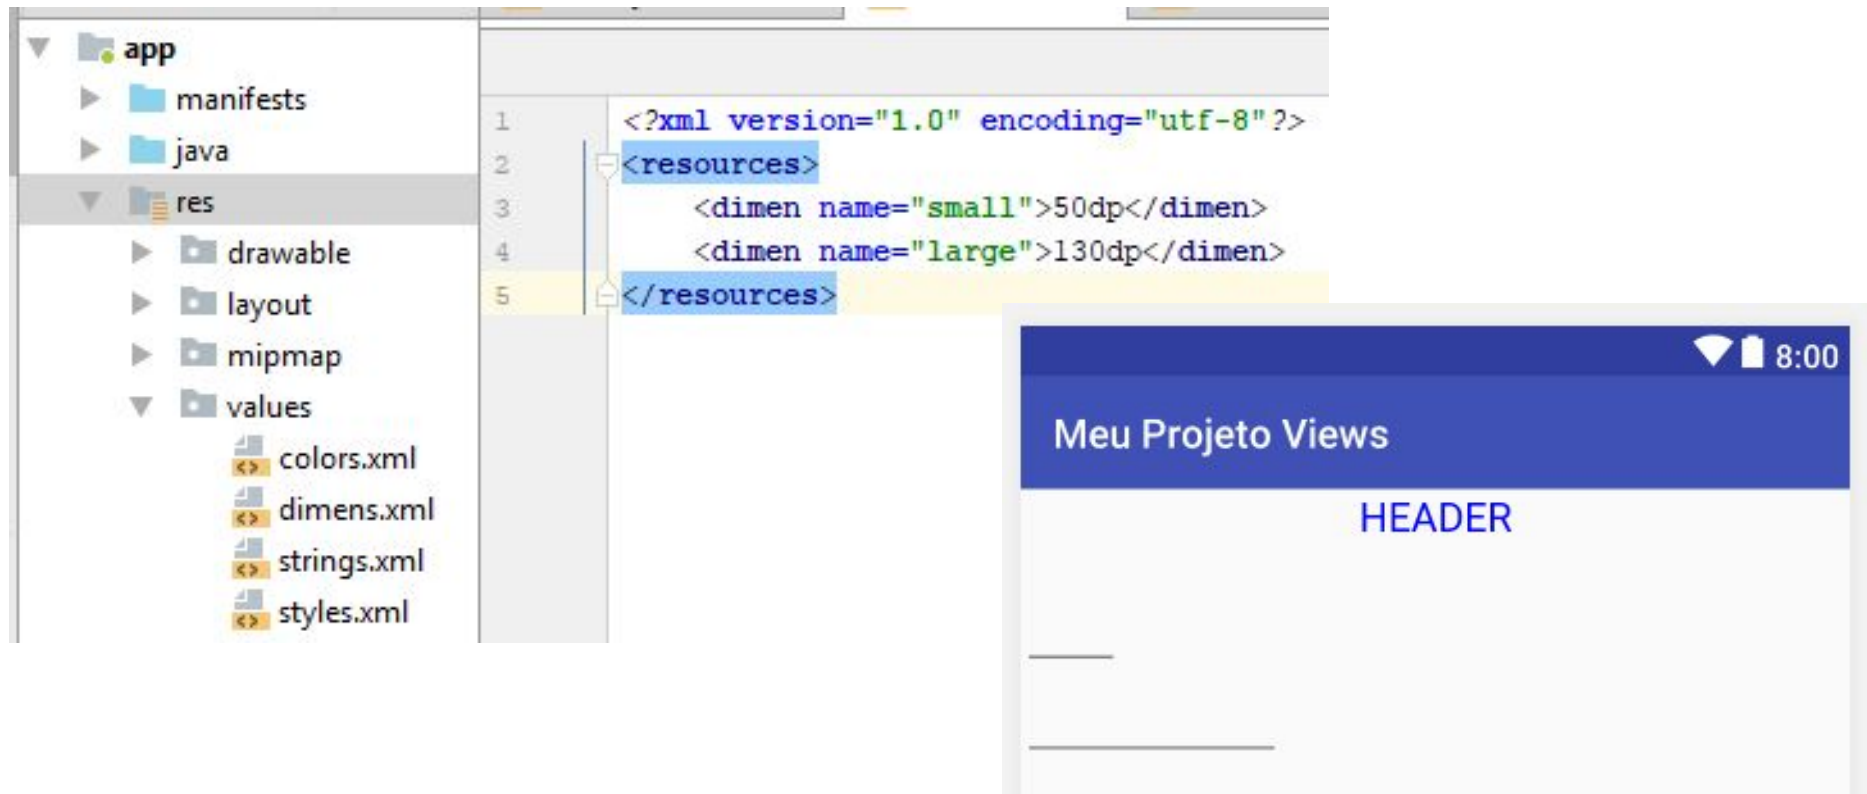 app
manifests
java
res
drawable
layout
mipmap
values
colors.xml
dimens.xml
strings.xml
styles.xml
1 <?xml version="1.0" encoding="utf-8"?>
2 <resources>
3 <dimen name="small">50dp</dimen>
4 <dimen name="large">130dp</dimen>
5 </resources>
8:00
Meu Projeto Views
HEADER